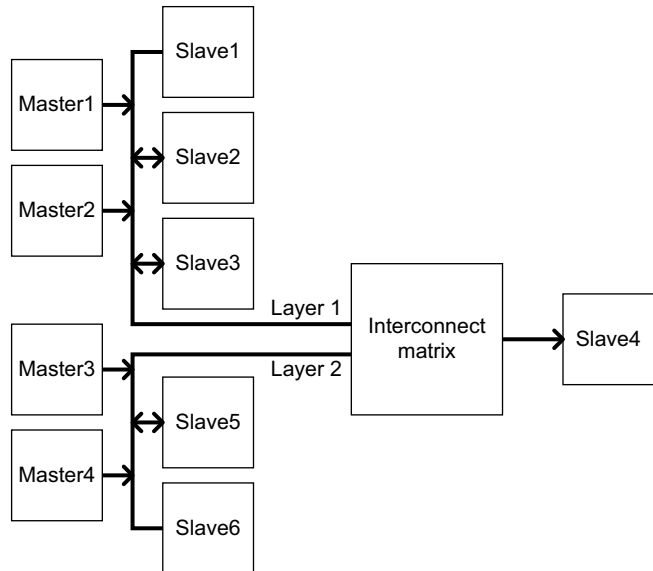 Slave1
Master1
Slave2
Master2
Slave3
Layer 1
Interconnect
matrix
Slave4
Layer 2
Master3
Slave5
Master4
Slave6